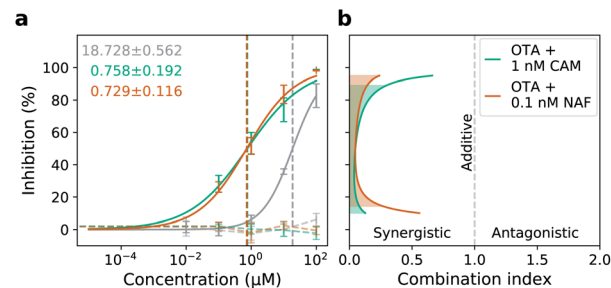 a
18.728±0.562
0.758±0.192
0.729±0.116
Inhibition (%)
100
80
60
40
20
0
10⁻⁴
10⁻²
10⁰
10²
Concentration (µM)
b
OTA +
1 nM CAM
OTA +
0.1 nM NAF
Additive
Synergistic
Antagonistic
0.0
0.5
1.0
1.5
2.0
Combination index